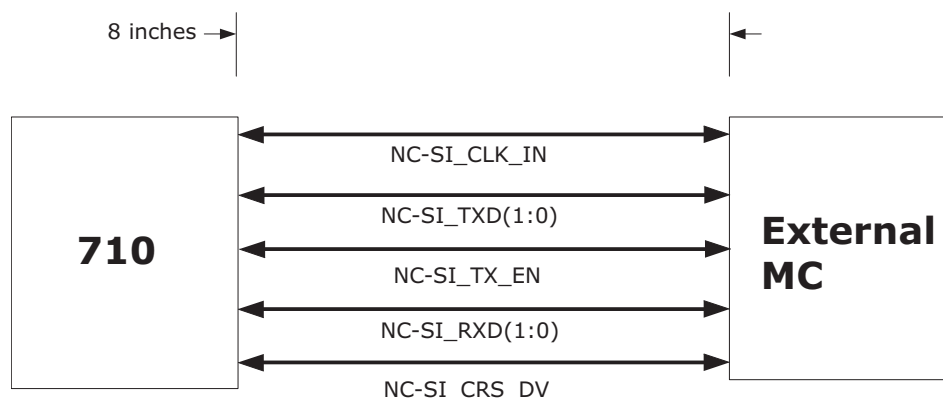 8 inches
NC-SI_CLK_IN
NC-SI_TXD(1:0)
710
External
MC
NC-SI_TX_EN
NC-SI_RXD(1:0)
NC-SI_CRS_DV